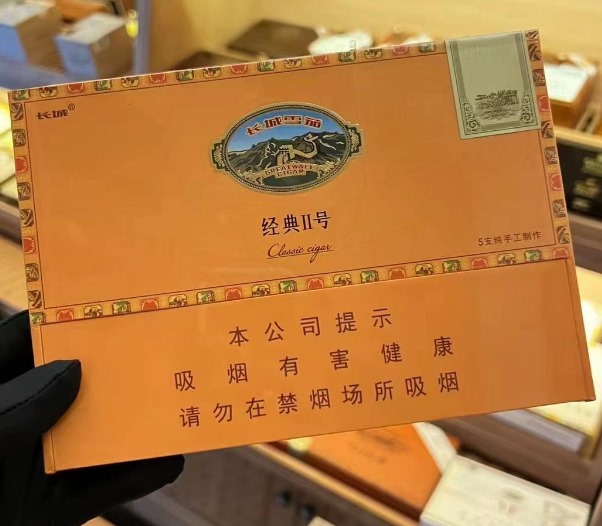 长城®
长城雪茄
GREATWALL
CIGAR
经典II号
Classic cigar
5支纯手工制作
本公司提示
吸烟有害健康
请勿在禁烟场所吸烟